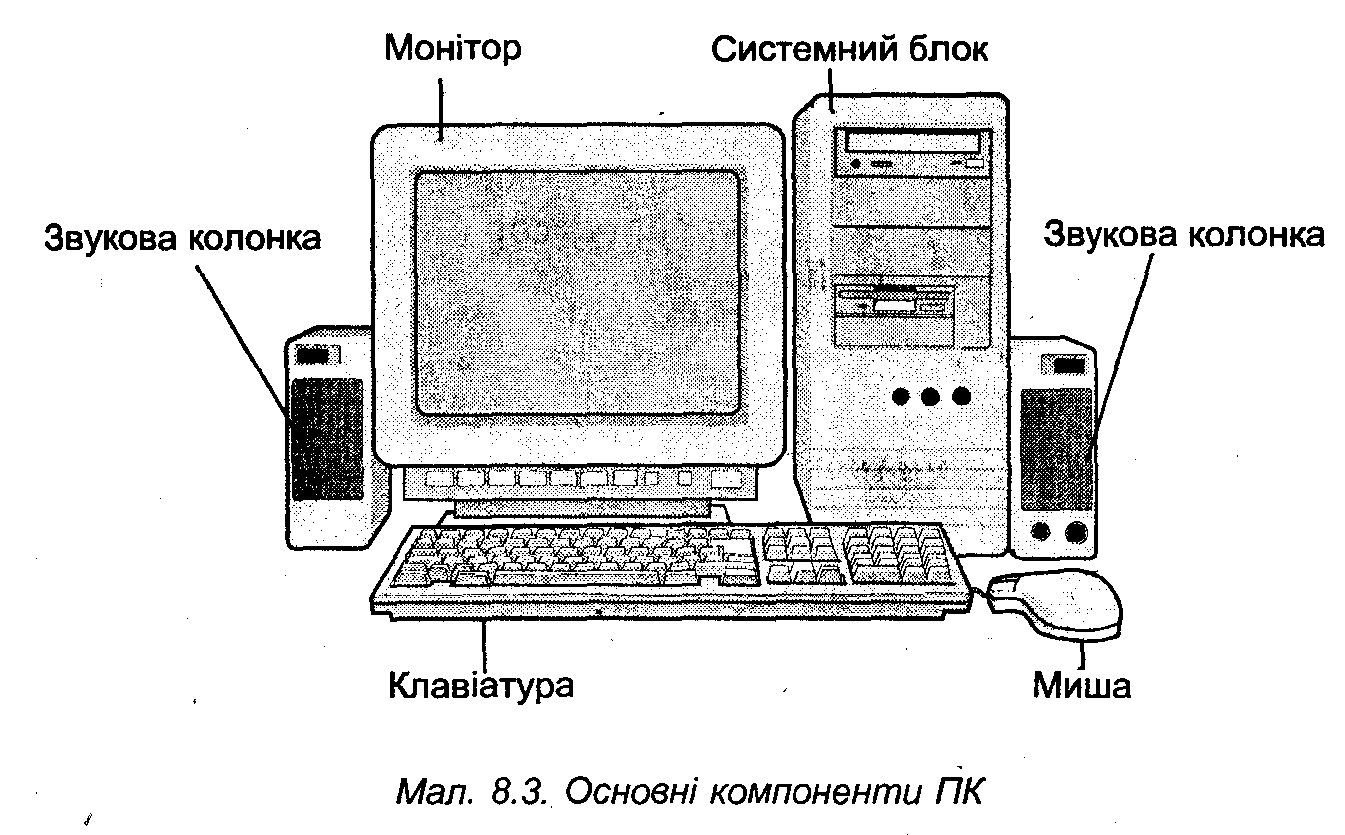 Монітор
Системний блок
Звукова колонка
Звукова колонка
Клавіатура
Миша
Мал. 8.3. Основні компоненти ПК